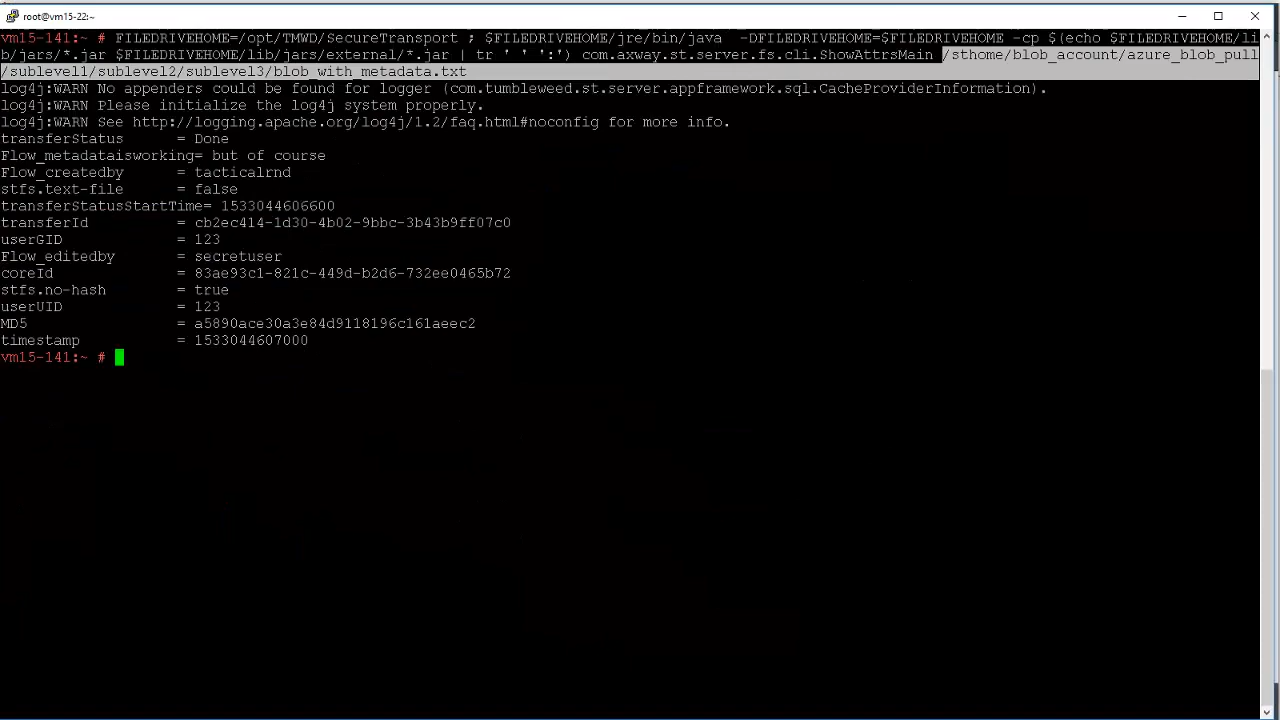 root@vm15-22:~
vm15-141:~ # FILEDRIVEHOME=/opt/TMWD/SecureTransport ; $FILEDRIVEHOME/jre/bin/java  -DFILEDRIVEHOME=$FILEDRIVEHOME -cp $(echo $FILEDRIVEHOME/li
b/jars/*.jar $FILEDRIVEHOME/lib/jars/external/*.jar | tr ' ' ':') com.axway.st.server.fs.cli.ShowAttrsMain /sthome/blob_account/azure_blob_pull
/sublevel1/sublevel2/sublevel3/blob_with_metadata.txt
log4j:WARN No appenders could be found for logger (com.tumbleweed.st.server.appframework.sql.CacheProviderInformation).
log4j:WARN Please initialize the log4j system properly.
log4j:WARN See http://logging.apache.org/log4j/1.2/faq.html#noconfig for more info.
transferStatus      = Done
Flow_metadataisworking= but of course
Flow_createdby      = tacticalrnd
stfs.text-file      = false
transferStatusStartTime= 1533044606600
transferId          = cb2ec414-1d30-4b02-9bbc-3b43b9ff07c0
userGID             = 123
Flow_editedby       = secretuser
coreId              = 83ae93c1-821c-449d-b2d6-732ee0465b72
stfs.no-hash        = true
userUID             = 123
MD5                 = a5890ace30a3e84d9118196c161aeec2
timestamp           = 1533044607000
vm15-141:~ #